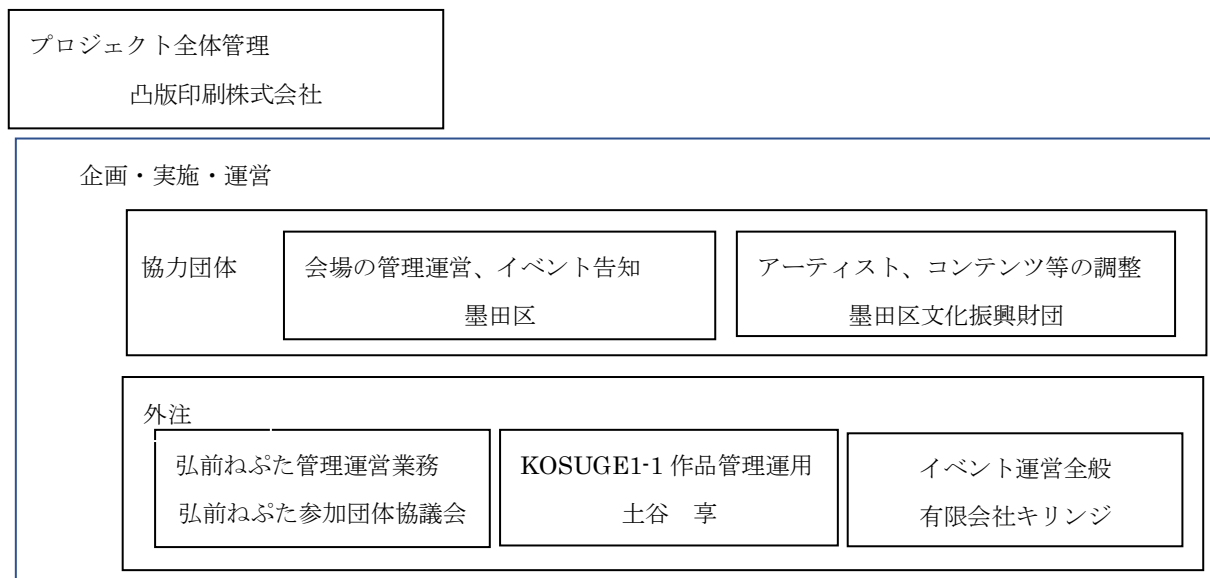 プロジェクト全体管理
凸版印刷株式会社
企画・実施・運営
協力団体
会場の管理運営、イベント告知
墨田区
アーティスト、コンテンツ等の調整
墨田区文化振興財団
外注
弘前ねぷた管理運営業務
弘前ねぷた参加団体協議会
KOSUGE1-1 作品管理運用
土谷　享
イベント運営全般
有限会社キリンジ